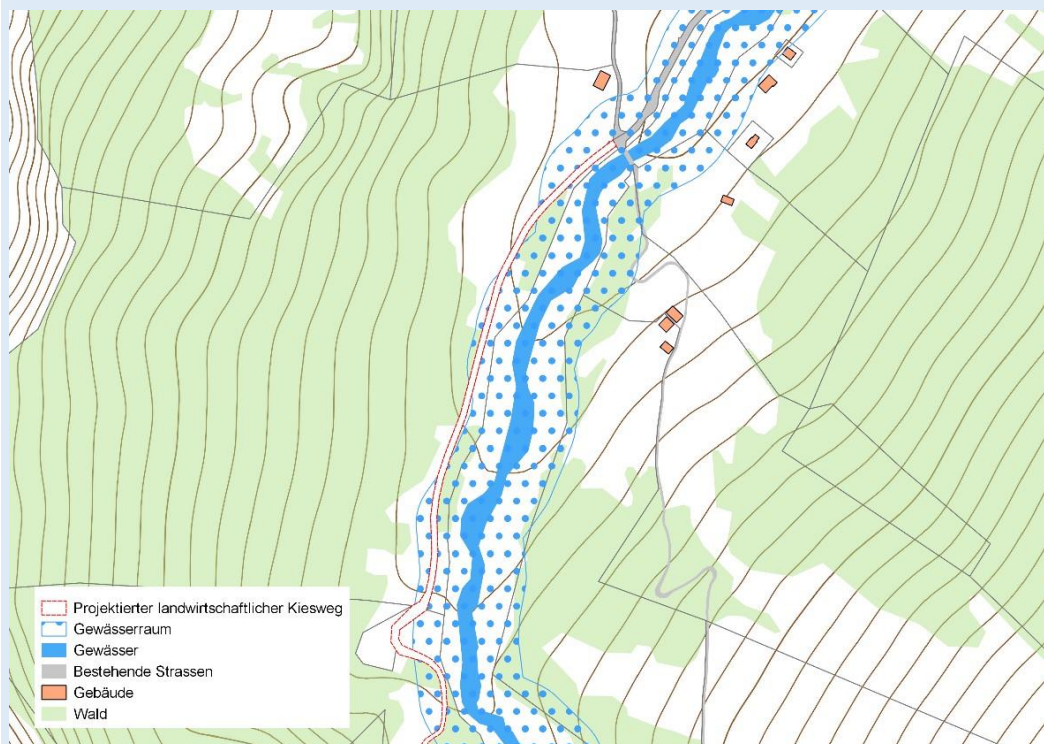 Projektierter landwirtschaftlicher Kiesweg
Gewässerraum
Gewässer
Bestehende Strassen
Gebäude
Wald